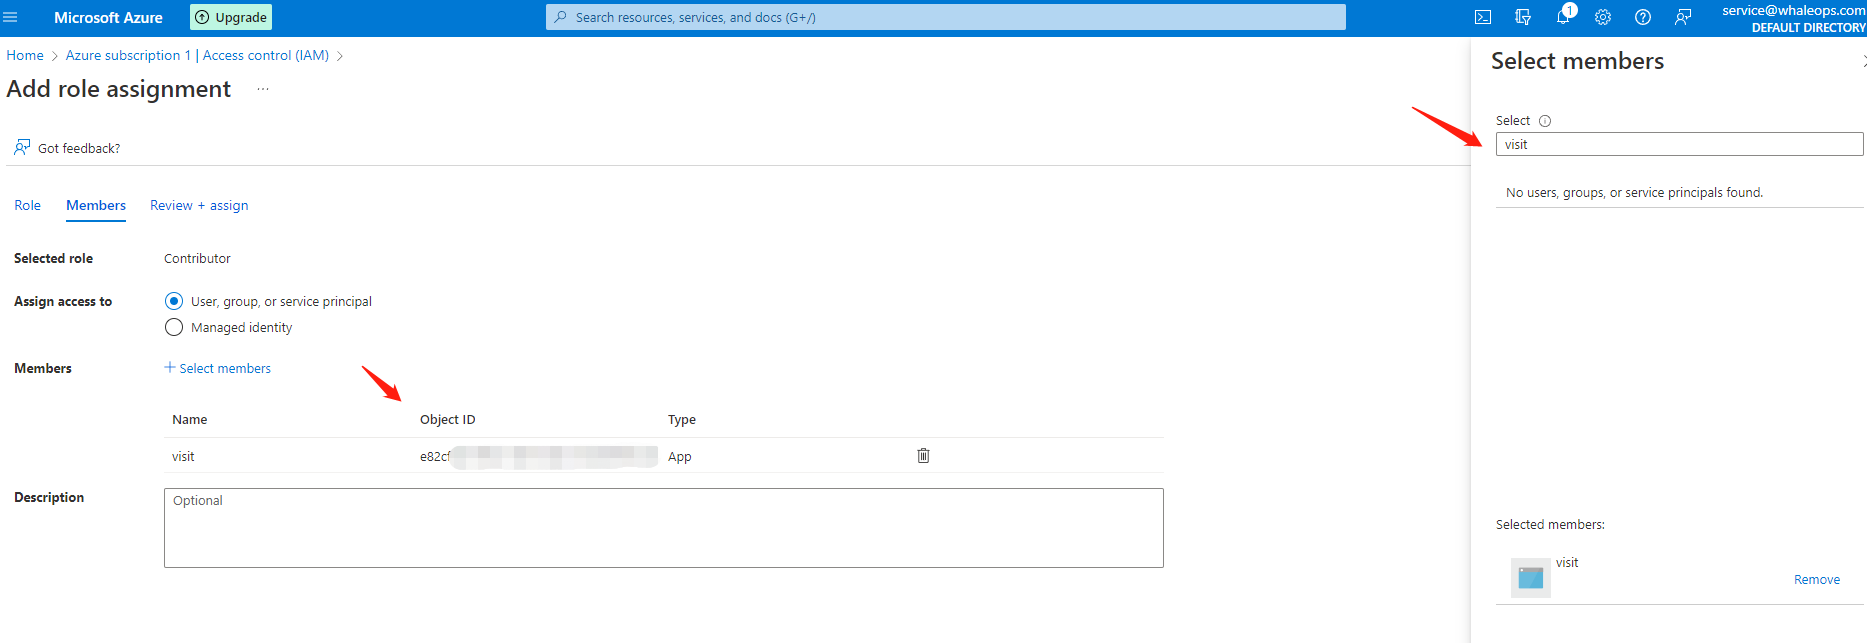 Microsoft Azure
Upgrade
Search resources, services, and docs (G+/)
1
service@whaleops.com
DEFAULT DIRECTORY
Home > Azure subscription 1 | Access control (IAM) >
Add role assignment ...
Got feedback?
Role Members Review + assign
Selected role Contributor
Assign access to User, group, or service principal
Managed identity
Members + Select members
Name Object ID Type
visit e82cf App
Description Optional
Select members
Select
visit
No users, groups, or service principals found.
Selected members:
visit
Remove